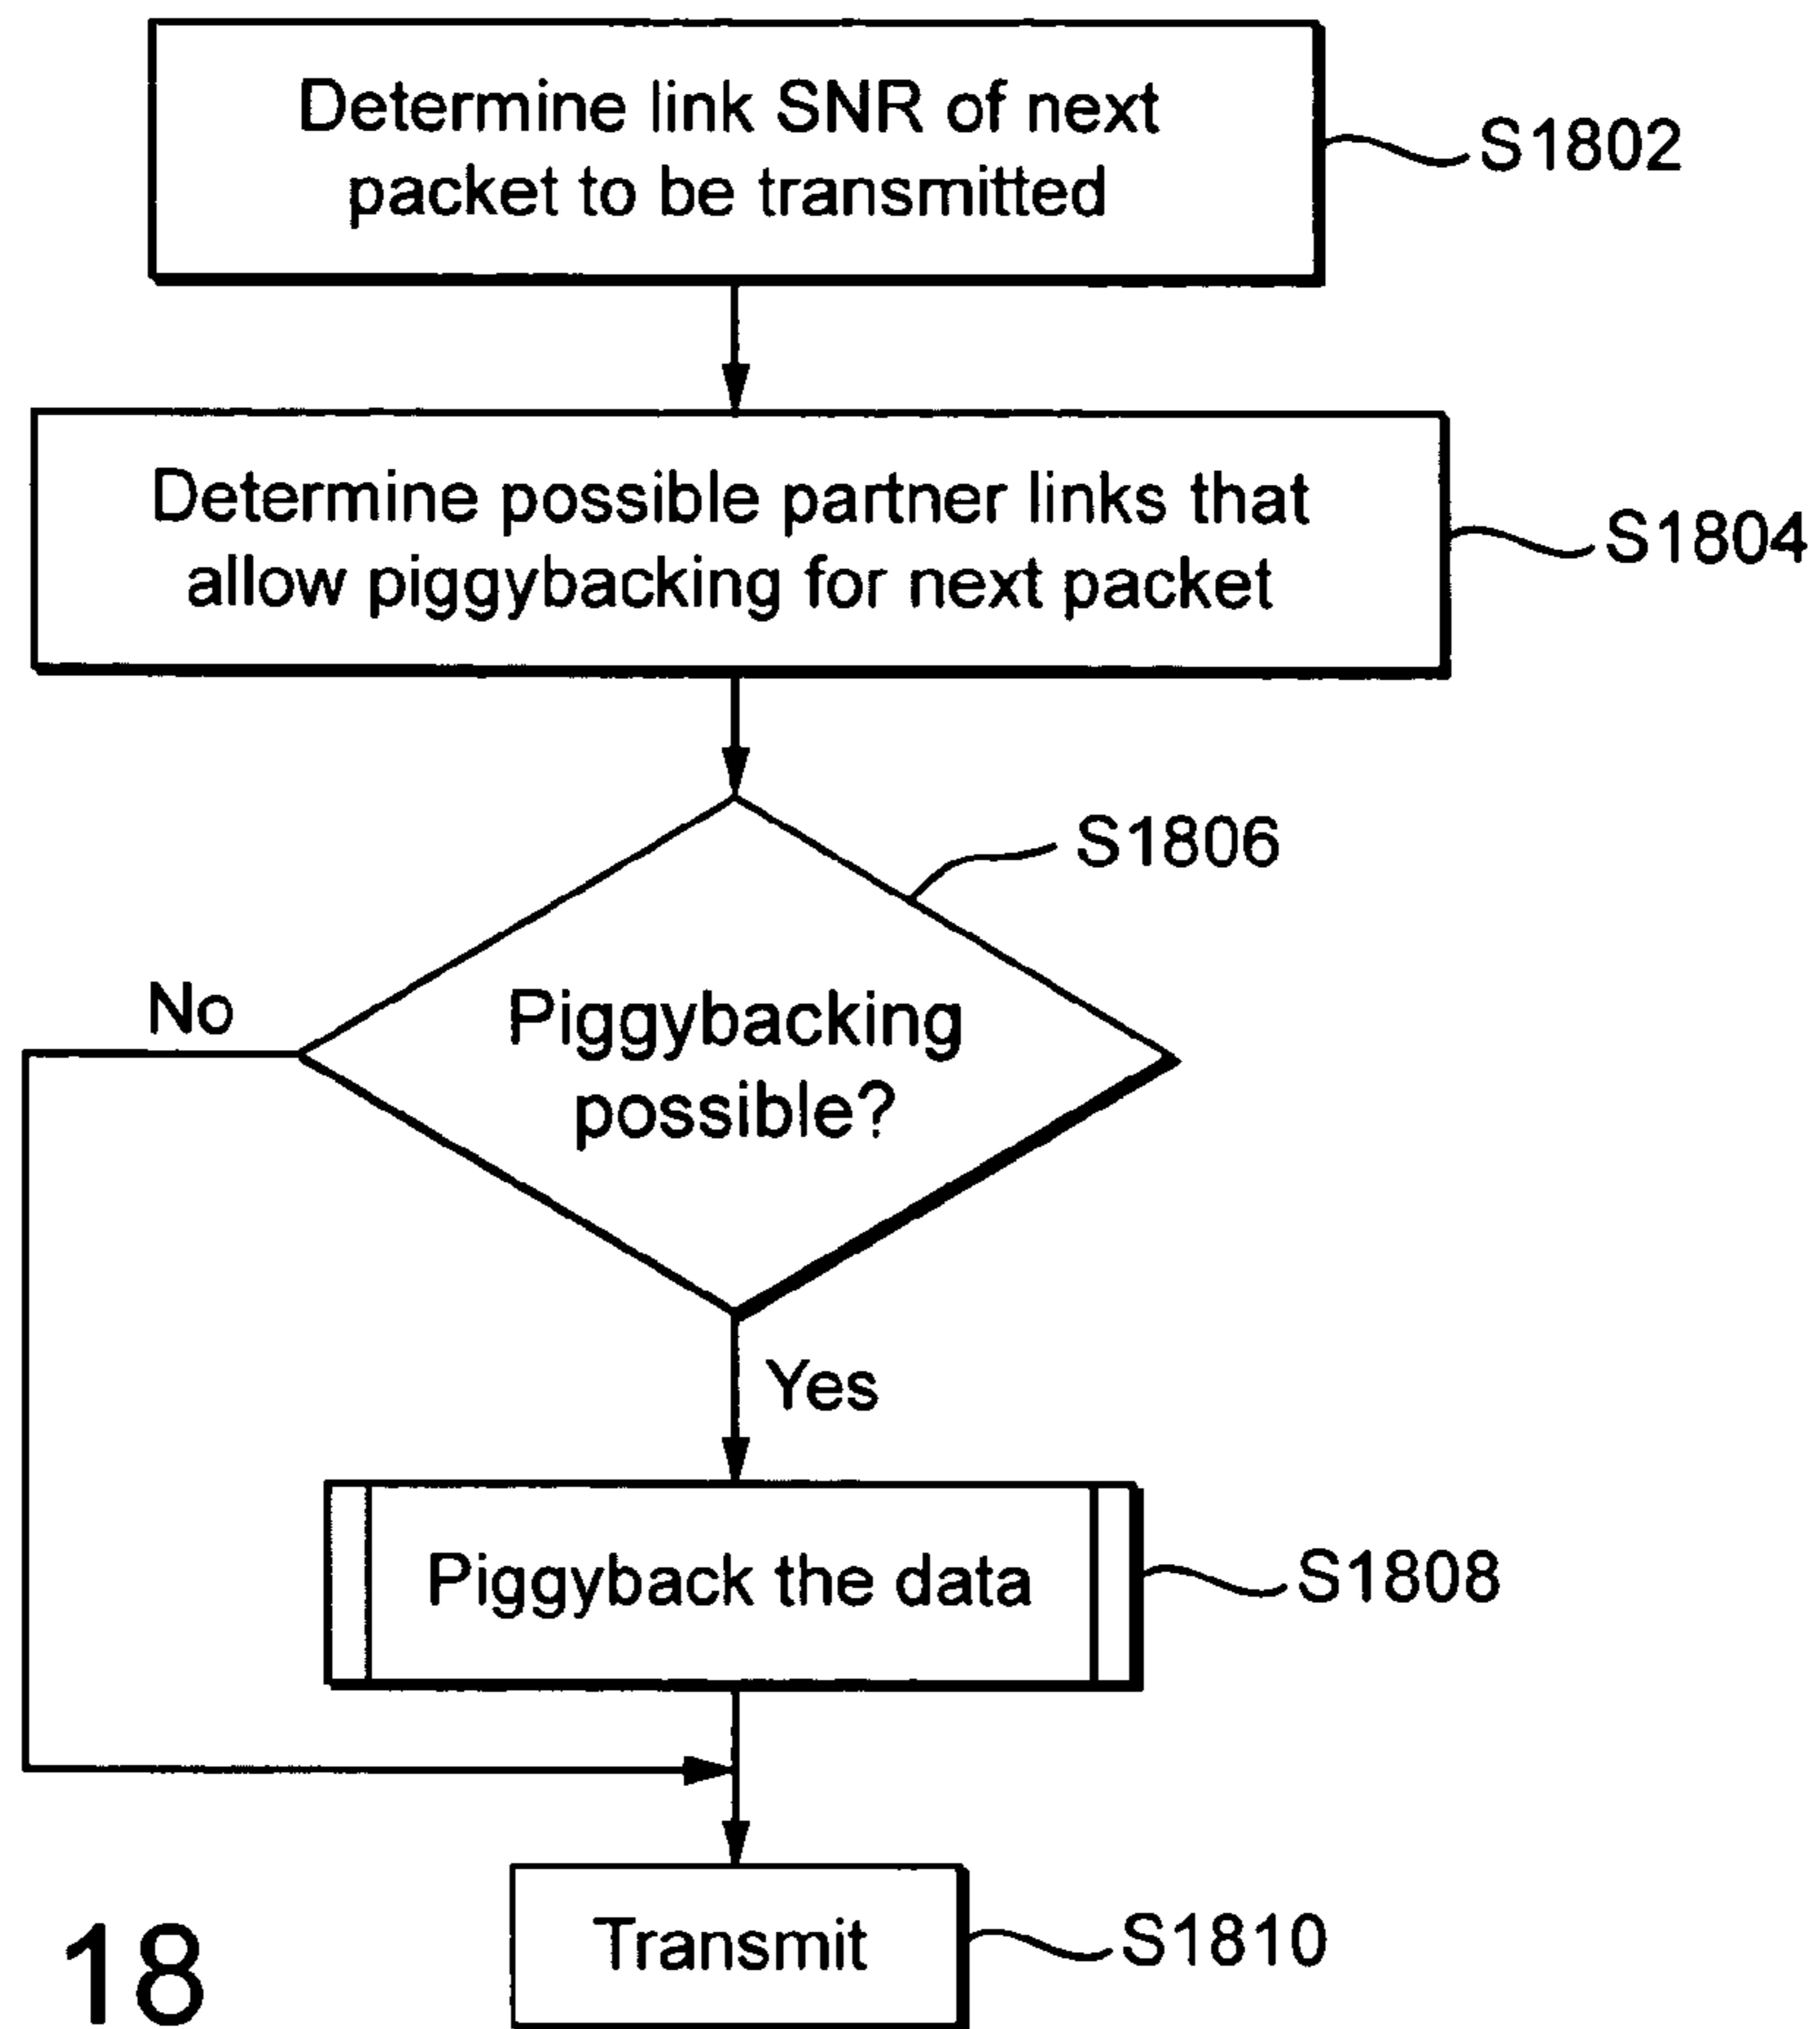 Determine link SNR of next
packet to be transmitted
S1802
Determine possible partner links that
allow piggybacking for next packet
S1804
S1806
No
Piggybacking
possible?
Yes
Piggyback the data
S1808
Transmit
S1810
18